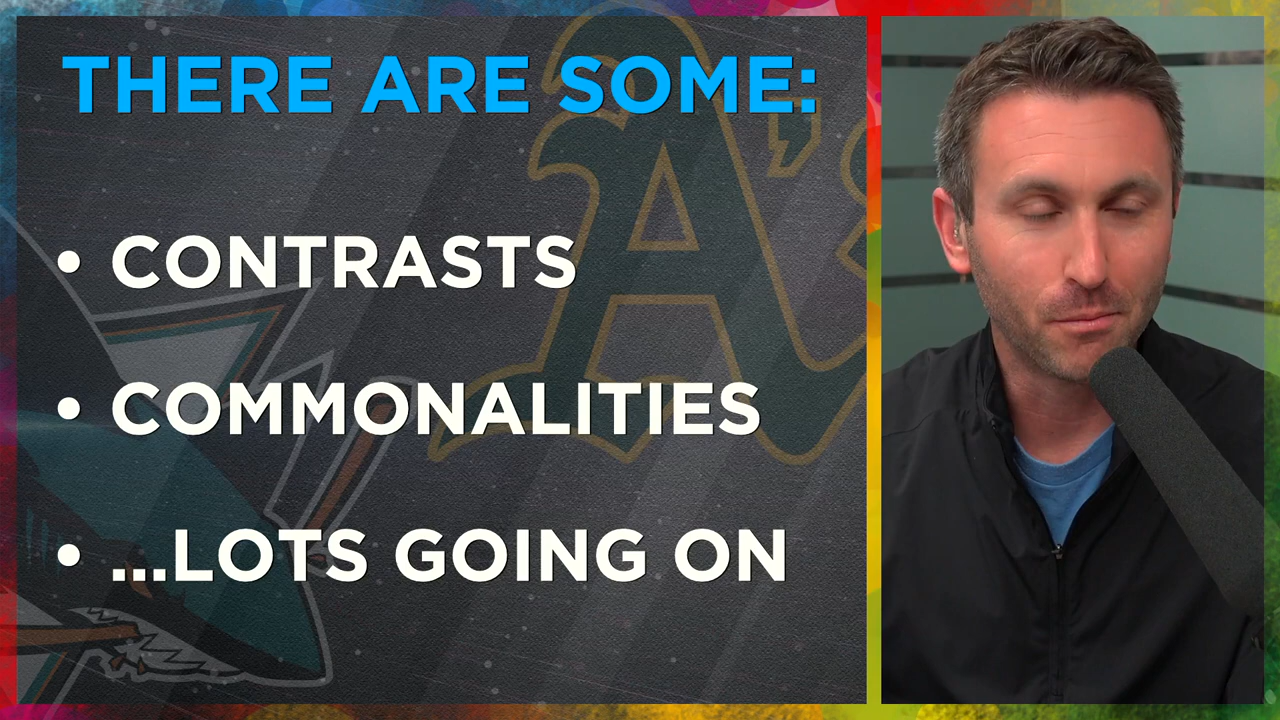 THERE ARE SOME:
• CONTRASTS
• COMMONALITIES
• ...LOTS GOING ON
A's